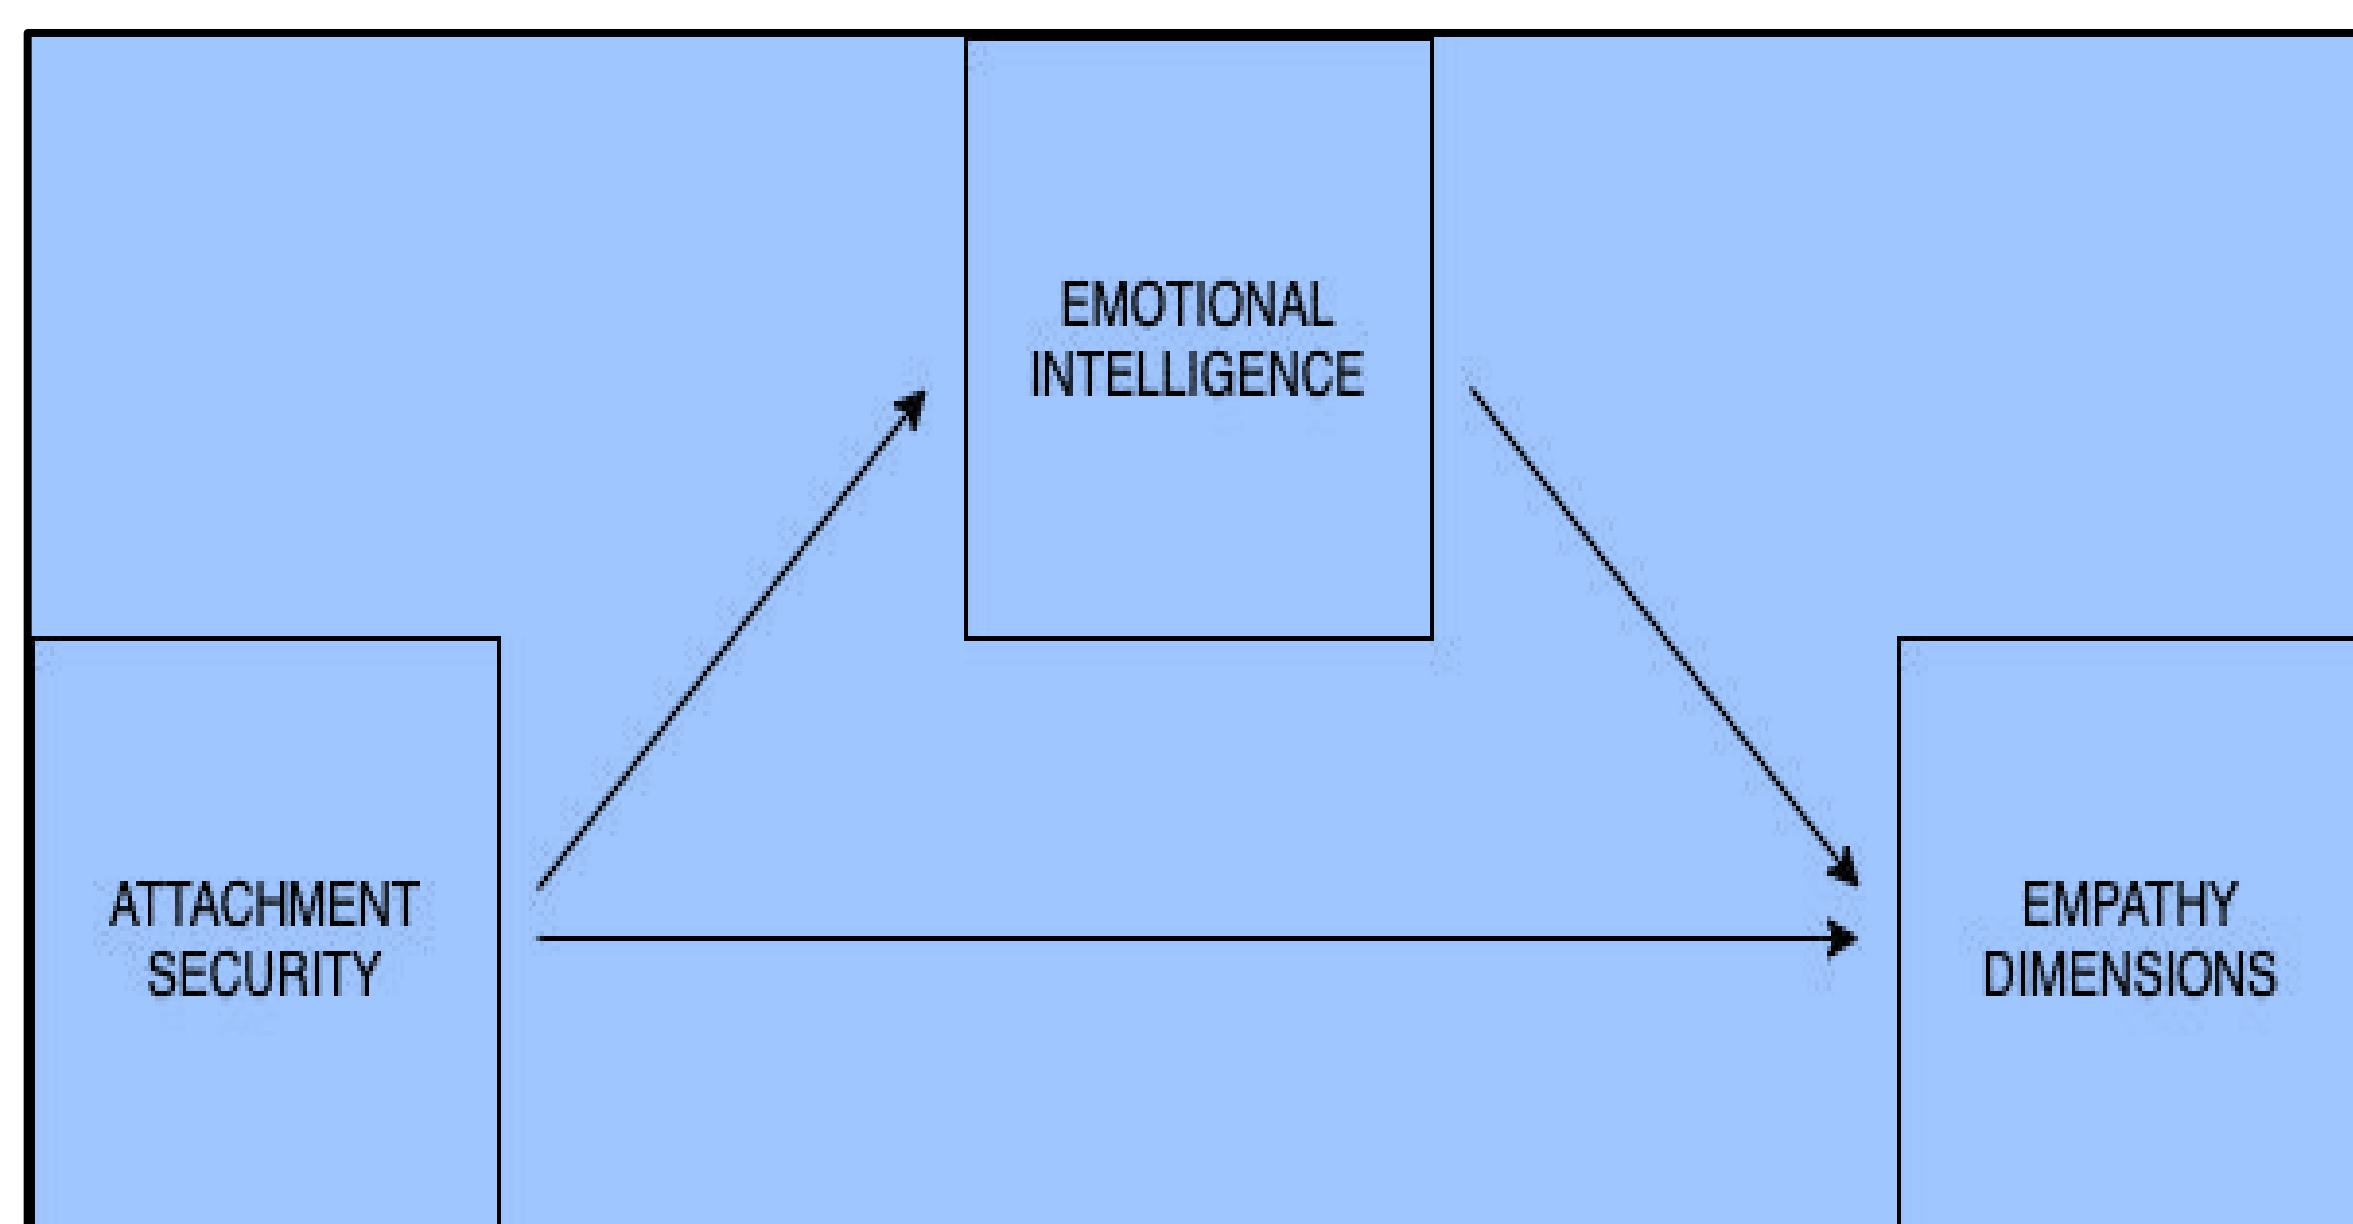 EMOTIONAL
INTELLIGENCE
ATTACHMENT
SECURITY
EMPATHY
DIMENSIONS